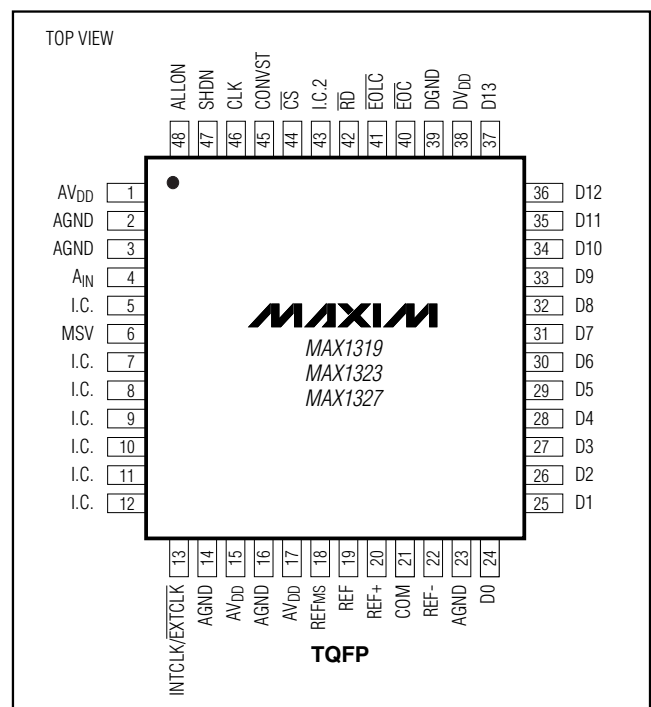 TOP VIEW
ALLON
SHDN
CLK
CONVST
CS
I.C.2
RD
EOLC
EOC
DGND
DVDD
D13
48
47
46
45
44
43
42
41
40
39
38
37
AVDD 1
AGND 2
AGND 3
AIN 4
I.C. 5
MSV 6
I.C. 7
I.C. 8
I.C. 9
I.C. 10
I.C. 11
I.C. 12
MAXIM
MAX1319
MAX1323
MAX1327
36 D12
35 D11
34 D10
33 D9
32 D8
31 D7
30 D6
29 D5
28 D4
27 D3
26 D2
25 D1
13
14
15
16
17
18
19
20
21
22
23
24
INTCLK/EXTCLK
AGND
AVDD
AGND
AVDD
REFMS
REF
REF+
COM
REF-
AGND
D0
TQFP